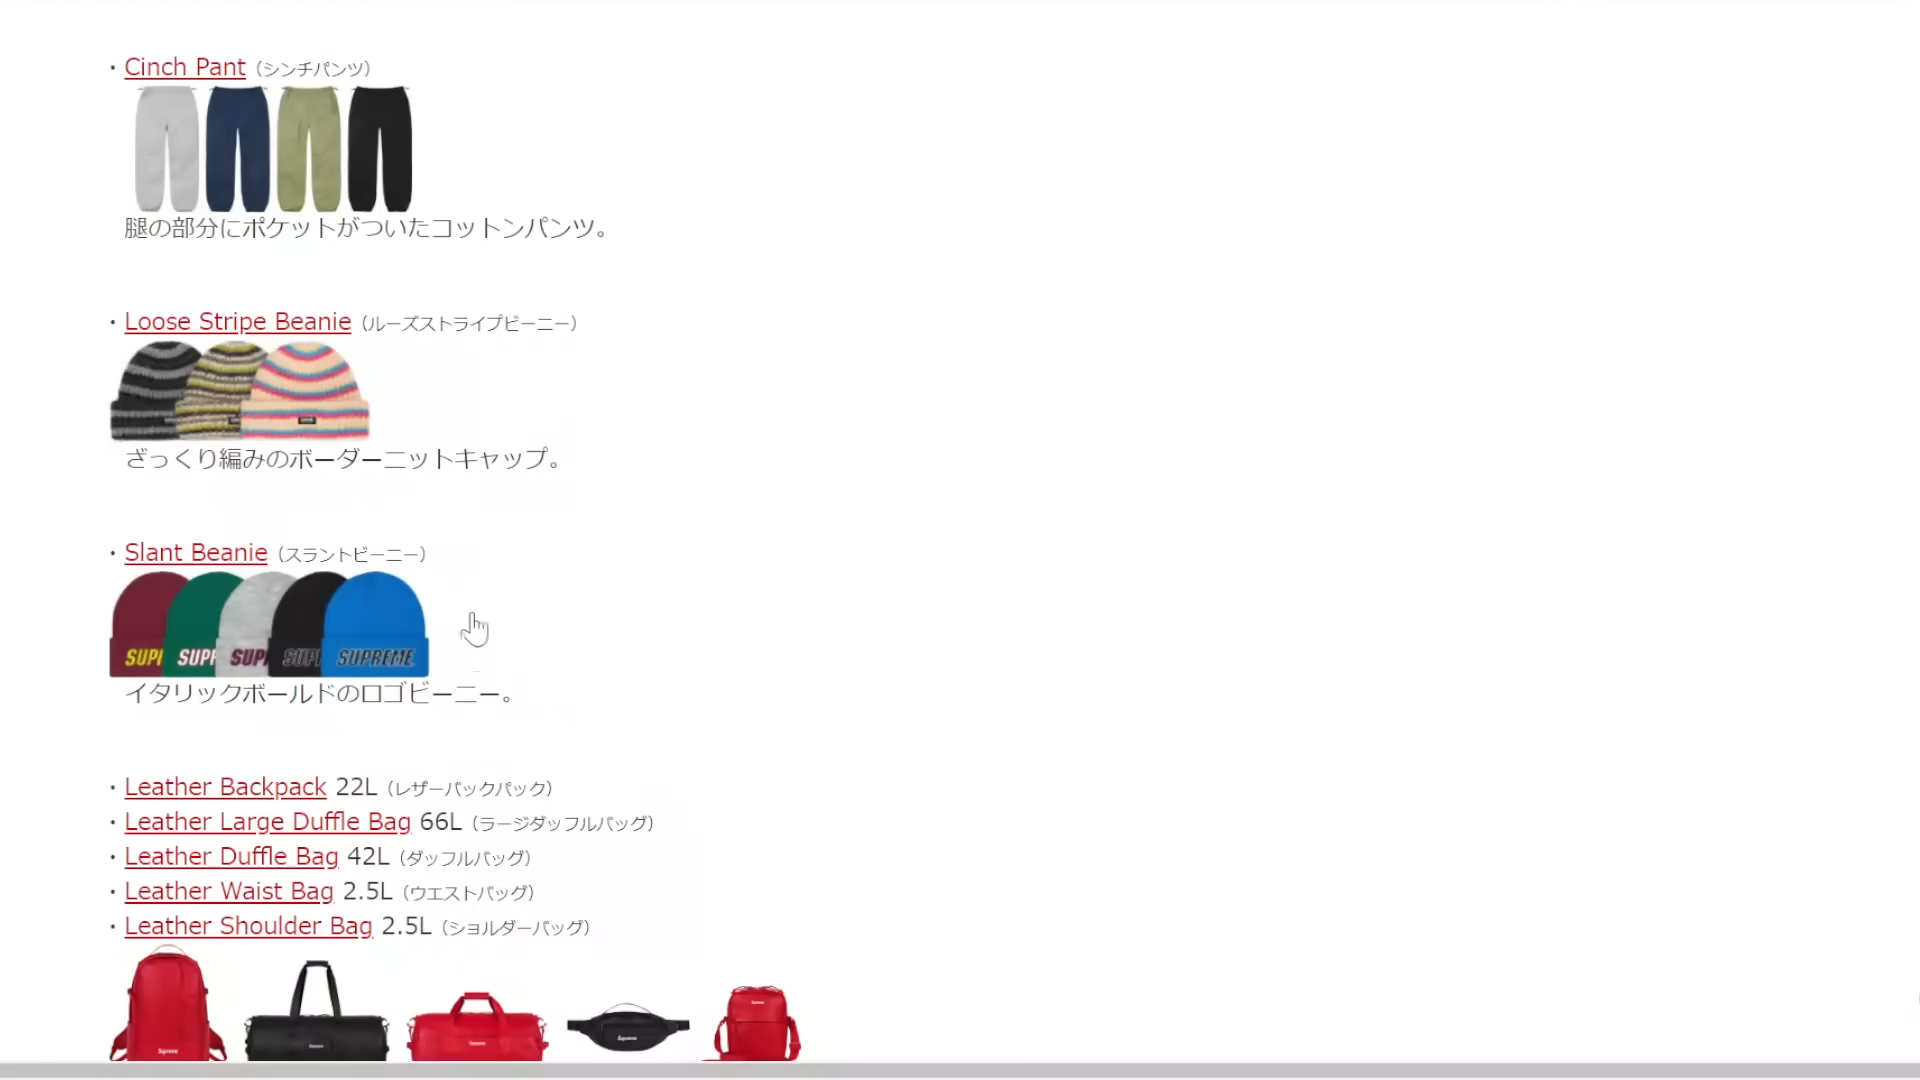 ・Cinch Pant（シンチパンツ）
腿の部分にポケットがついたコットンパンツ。
・Loose Stripe Beanie（ルーズストライプビーニー）
ざっくり編みのボーダーニットキャップ。
・Slant Beanie（スラントビーニー）
SUPREME
イタリックボールドのロゴビーニー。
・Leather Backpack 22L（レザーバックパック）
・Leather Large Duffle Bag 66L（ラージダッフルバッグ）
・Leather Duffle Bag 42L（ダッフルバッグ）
・Leather Waist Bag 2.5L（ウエストバッグ）
・Leather Shoulder Bag 2.5L（ショルダーバッグ）
Supreme